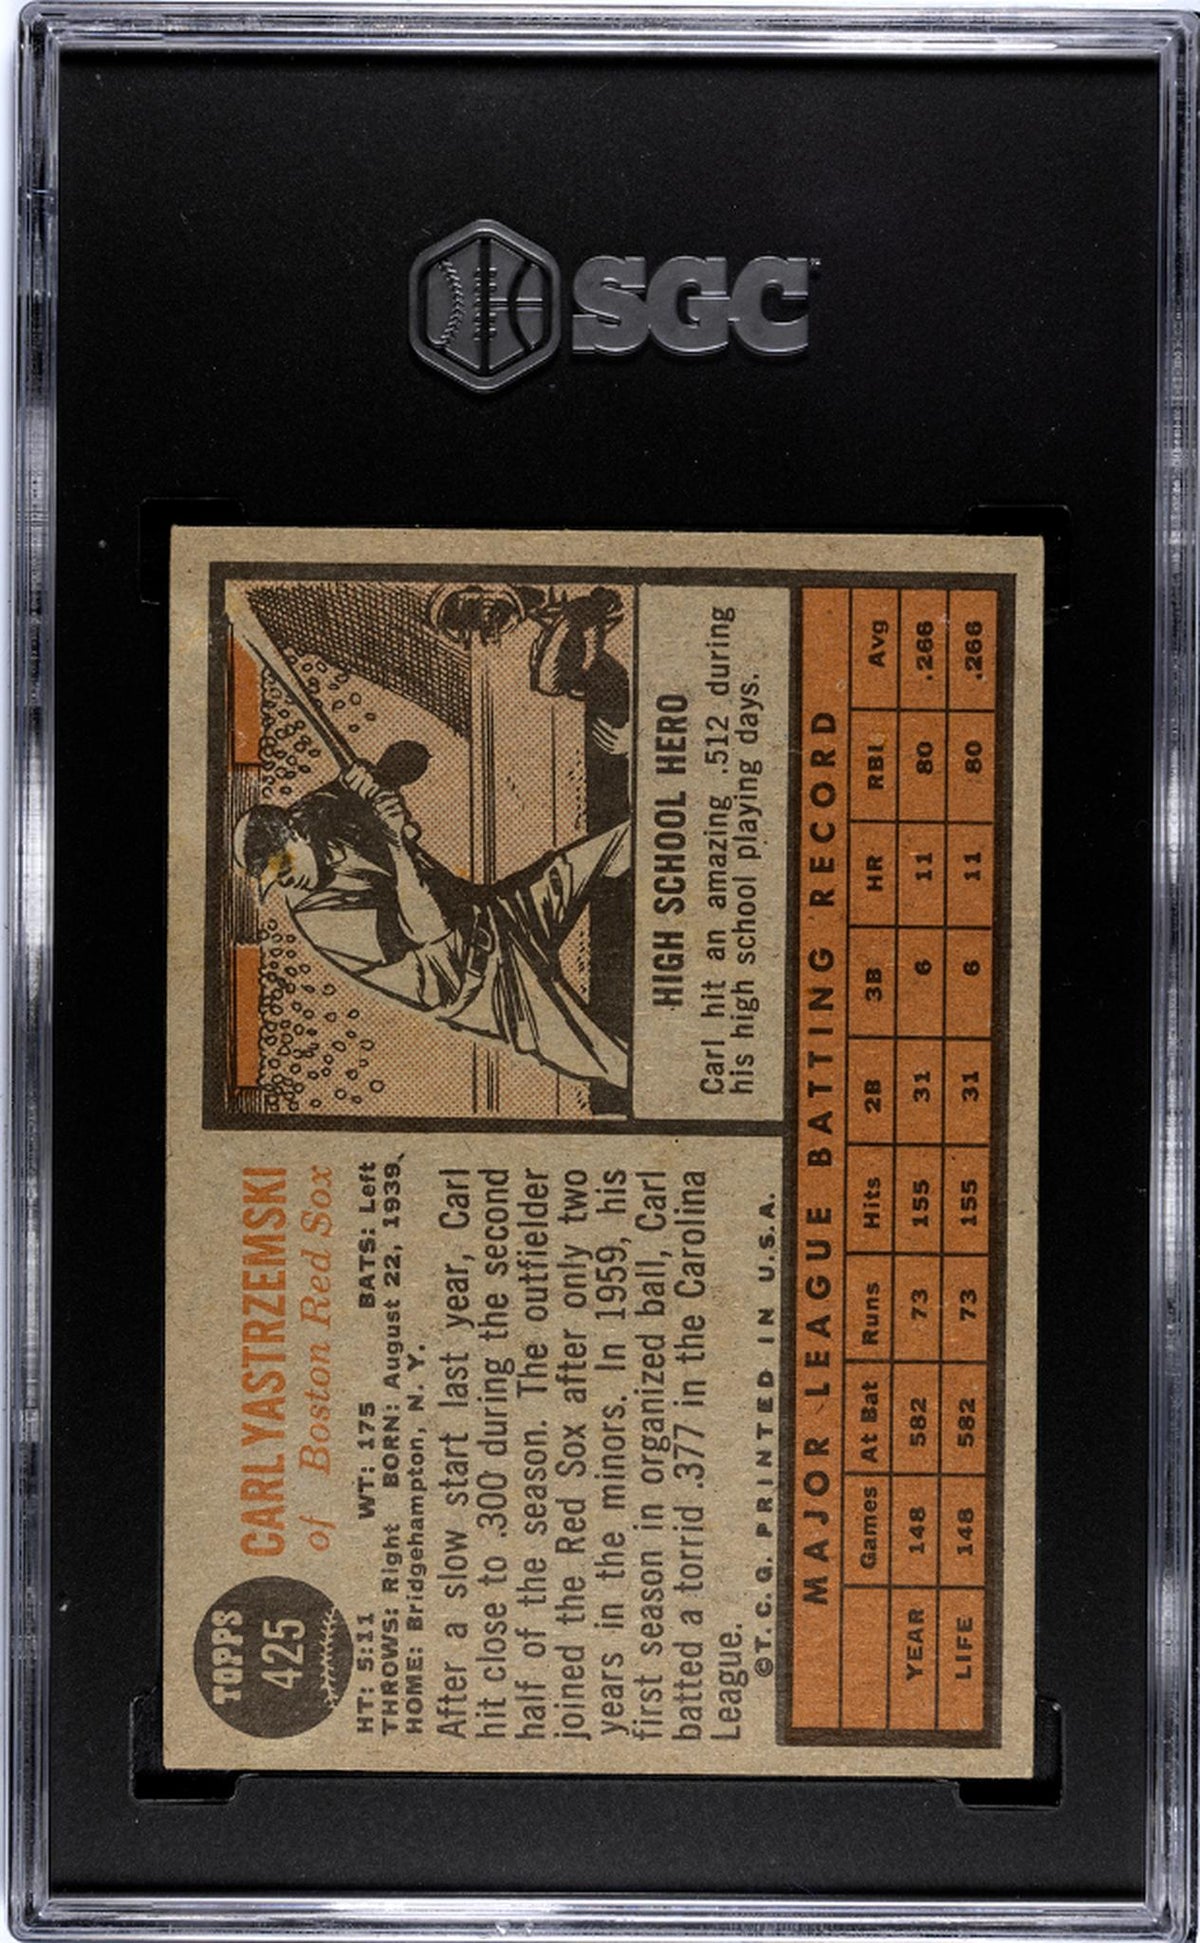 SGC
TOPPS
425
CARL YASTRZEMSKI
of Boston Red Sox
HT: 5:11 WT: 175 BATS: Left
THROWS: Right BORN: August 22, 1939
HOME: Bridgehampton, N. Y.
After a slow start last year, Carl
hit close to .300 during the second
half of the season. The outfielder
joined the Red Sox after only two
years in the minors. In 1959, his
first season in organized ball, Carl
batted a torrid .377 in the Carolina
League.
©T. C. G. PRINTED IN U.S.A.
HIGH SCHOOL HERO
Carl hit an amazing .512 during
his high school playing days.
MAJOR LEAGUE BATTING RECORD
Games At Bat Runs Hits 2B 3B HR RBI Avg
YEAR 148 582 73 155 31 6 11 80 .266
LIFE 148 582 73 155 31 6 11 80 .266